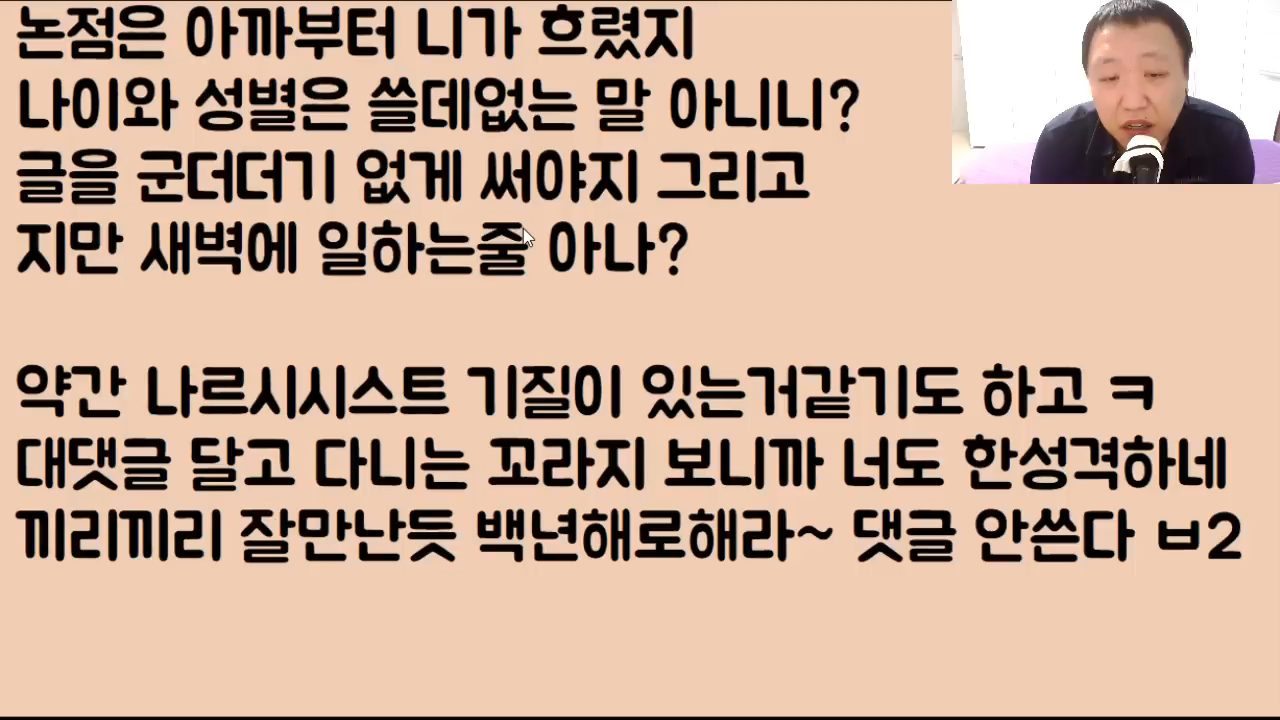 논점은 아까부터 니가 흐렸지
나이와 성별은 쓸데없는 말 아니니?
글을 군더더기 없게 써야지 그리고
지만 새벽에 일하는줄 아나?
약간 나르시시스트 기질이 있는거같기도 하고 ㅋ
대댓글 달고 다니는 꼬라지 보니까 너도 한성격하네
끼리끼리 잘만난듯 백년해로해라~ 댓글 안쓴다 ㅂ2